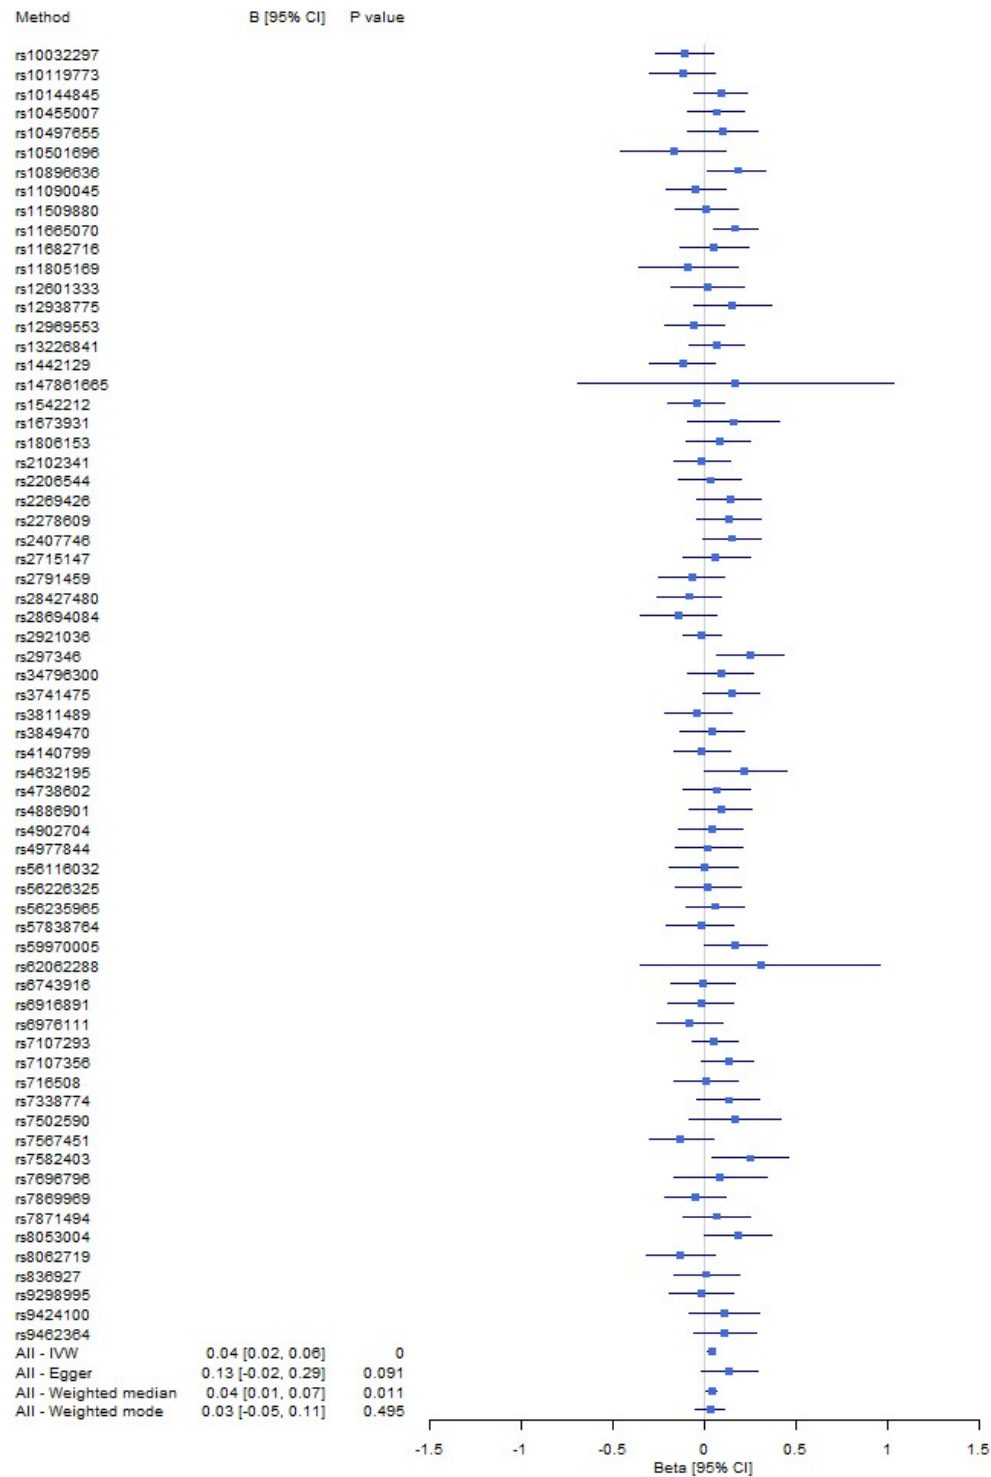 Method B [95% CI] P value
rs10032297
rs10119773
rs10144845
rs10455007
rs10497655
rs10501696
rs10896636
rs11090045
rs11509880
rs11665070
rs11682716
rs11805169
rs12601333
rs12938775
rs12969553
rs13226841
rs1442129
rs147861665
rs1542212
rs1673931
rs1806153
rs2102341
rs2206544
rs2269426
rs2278609
rs2407746
rs2715147
rs2791459
rs28427480
rs28694084
rs2921036
rs297346
rs34796300
rs3741475
rs3811489
rs3849470
rs4140799
rs4632195
rs4738602
rs4886901
rs4902704
rs4977844
rs56116032
rs56226325
rs56235965
rs57838764
rs59970005
rs62062288
rs6743916
rs6916891
rs6976111
rs7107293
rs7107356
rs716508
rs7338774
rs7502590
rs7567451
rs7582403
rs7696796
rs7869969
rs7871494
rs8053004
rs8062719
rs836927
rs9298995
rs9424100
rs9462364
All - IVW 0.04 [0.02, 0.06] 0
All - Egger 0.13 [-0.02, 0.29] 0.091
All - Weighted median 0.04 [0.01, 0.07] 0.011
All - Weighted mode 0.03 [-0.05, 0.11] 0.495
-1.5 -1 -0.5 0 0.5 1 1.5
Beta [95% CI]